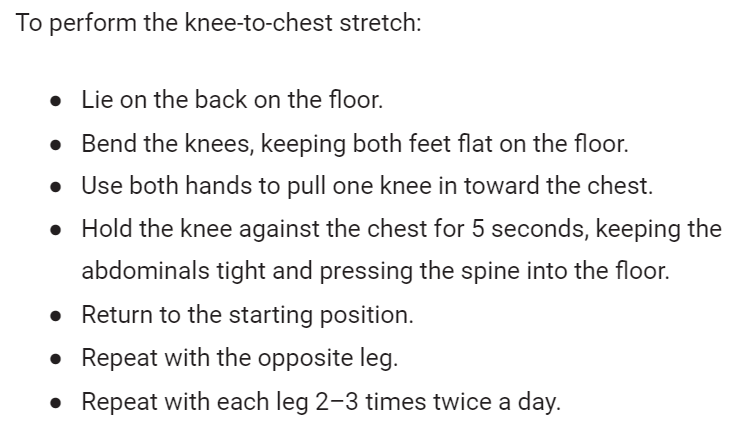 To perform the knee-to-chest stretch:
● Lie on the back on the floor.
● Bend the knees, keeping both feet flat on the floor.
● Use both hands to pull one knee in toward the chest.
● Hold the knee against the chest for 5 seconds, keeping the
abdominals tight and pressing the spine into the floor.
● Return to the starting position.
● Repeat with the opposite leg.
● Repeat with each leg 2–3 times twice a day.